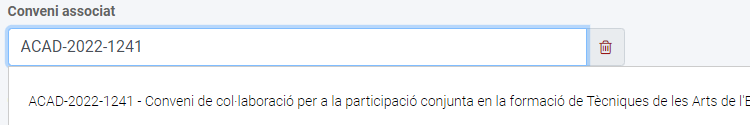 Conveni associat
ACAD-2022-1241
ACAD-2022-1241 - Conveni de col·laboració per a la participació conjunta en la formació de Tècniques de les Arts de l'E